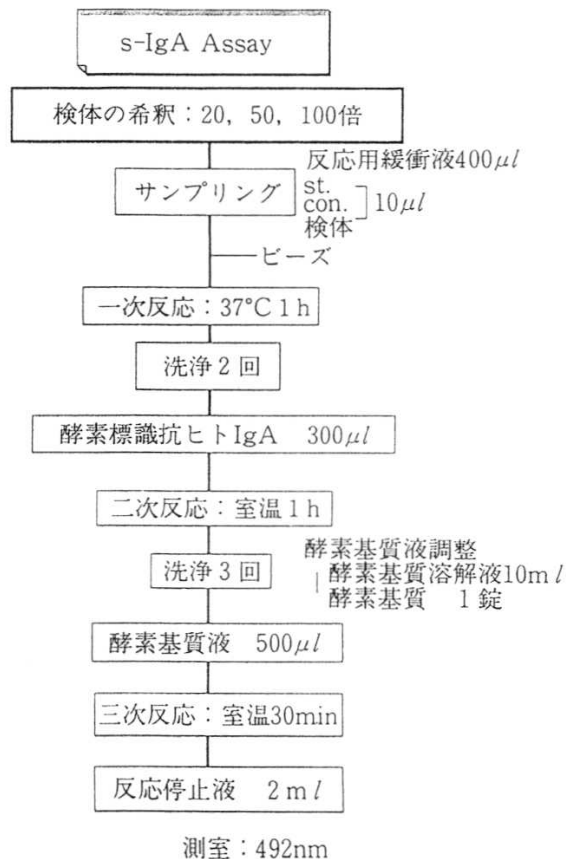 s-IgA Assay
検体の希釈：20, 50, 100倍
反応用緩衝液400μl
サンプリング
st.
con.
検体
10μl
ビーズ
一次反応：37°C 1 h
洗浄 2 回
酵素標識抗ヒトIgA 300μl
二次反応：室温 1 h
洗浄 3 回
酵素基質液調整
酵素基質溶解液10ml
酵素基質 1 錠
酵素基質液 500μl
三次反応：室温30min
反応停止液 2 ml
測室：492nm